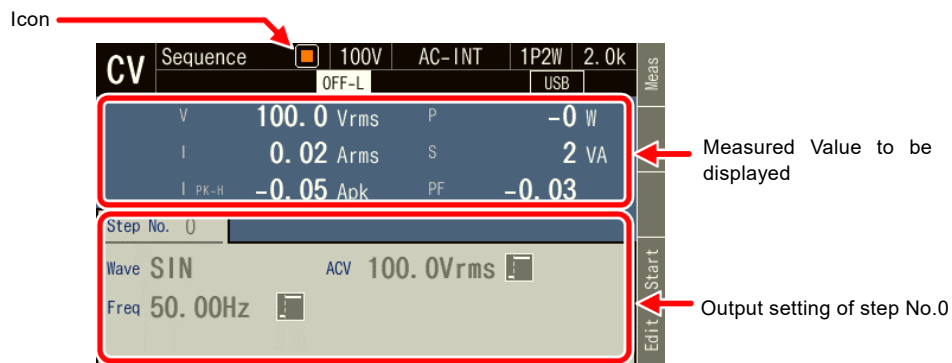 Icon
CV Sequence 100V AC-INT 1P2W 2.0k Meas
OFF-L USB
V 100.0 Vrms P -0 W
I 0.02 Arms S 2 VA
I PK-H -0.05 Apk PF -0.03
Measured Value to be
displayed
Step No. 0
Wave SIN ACV 100.0Vrms
Freq 50.00Hz
Start
Edit
Output setting of step No.0